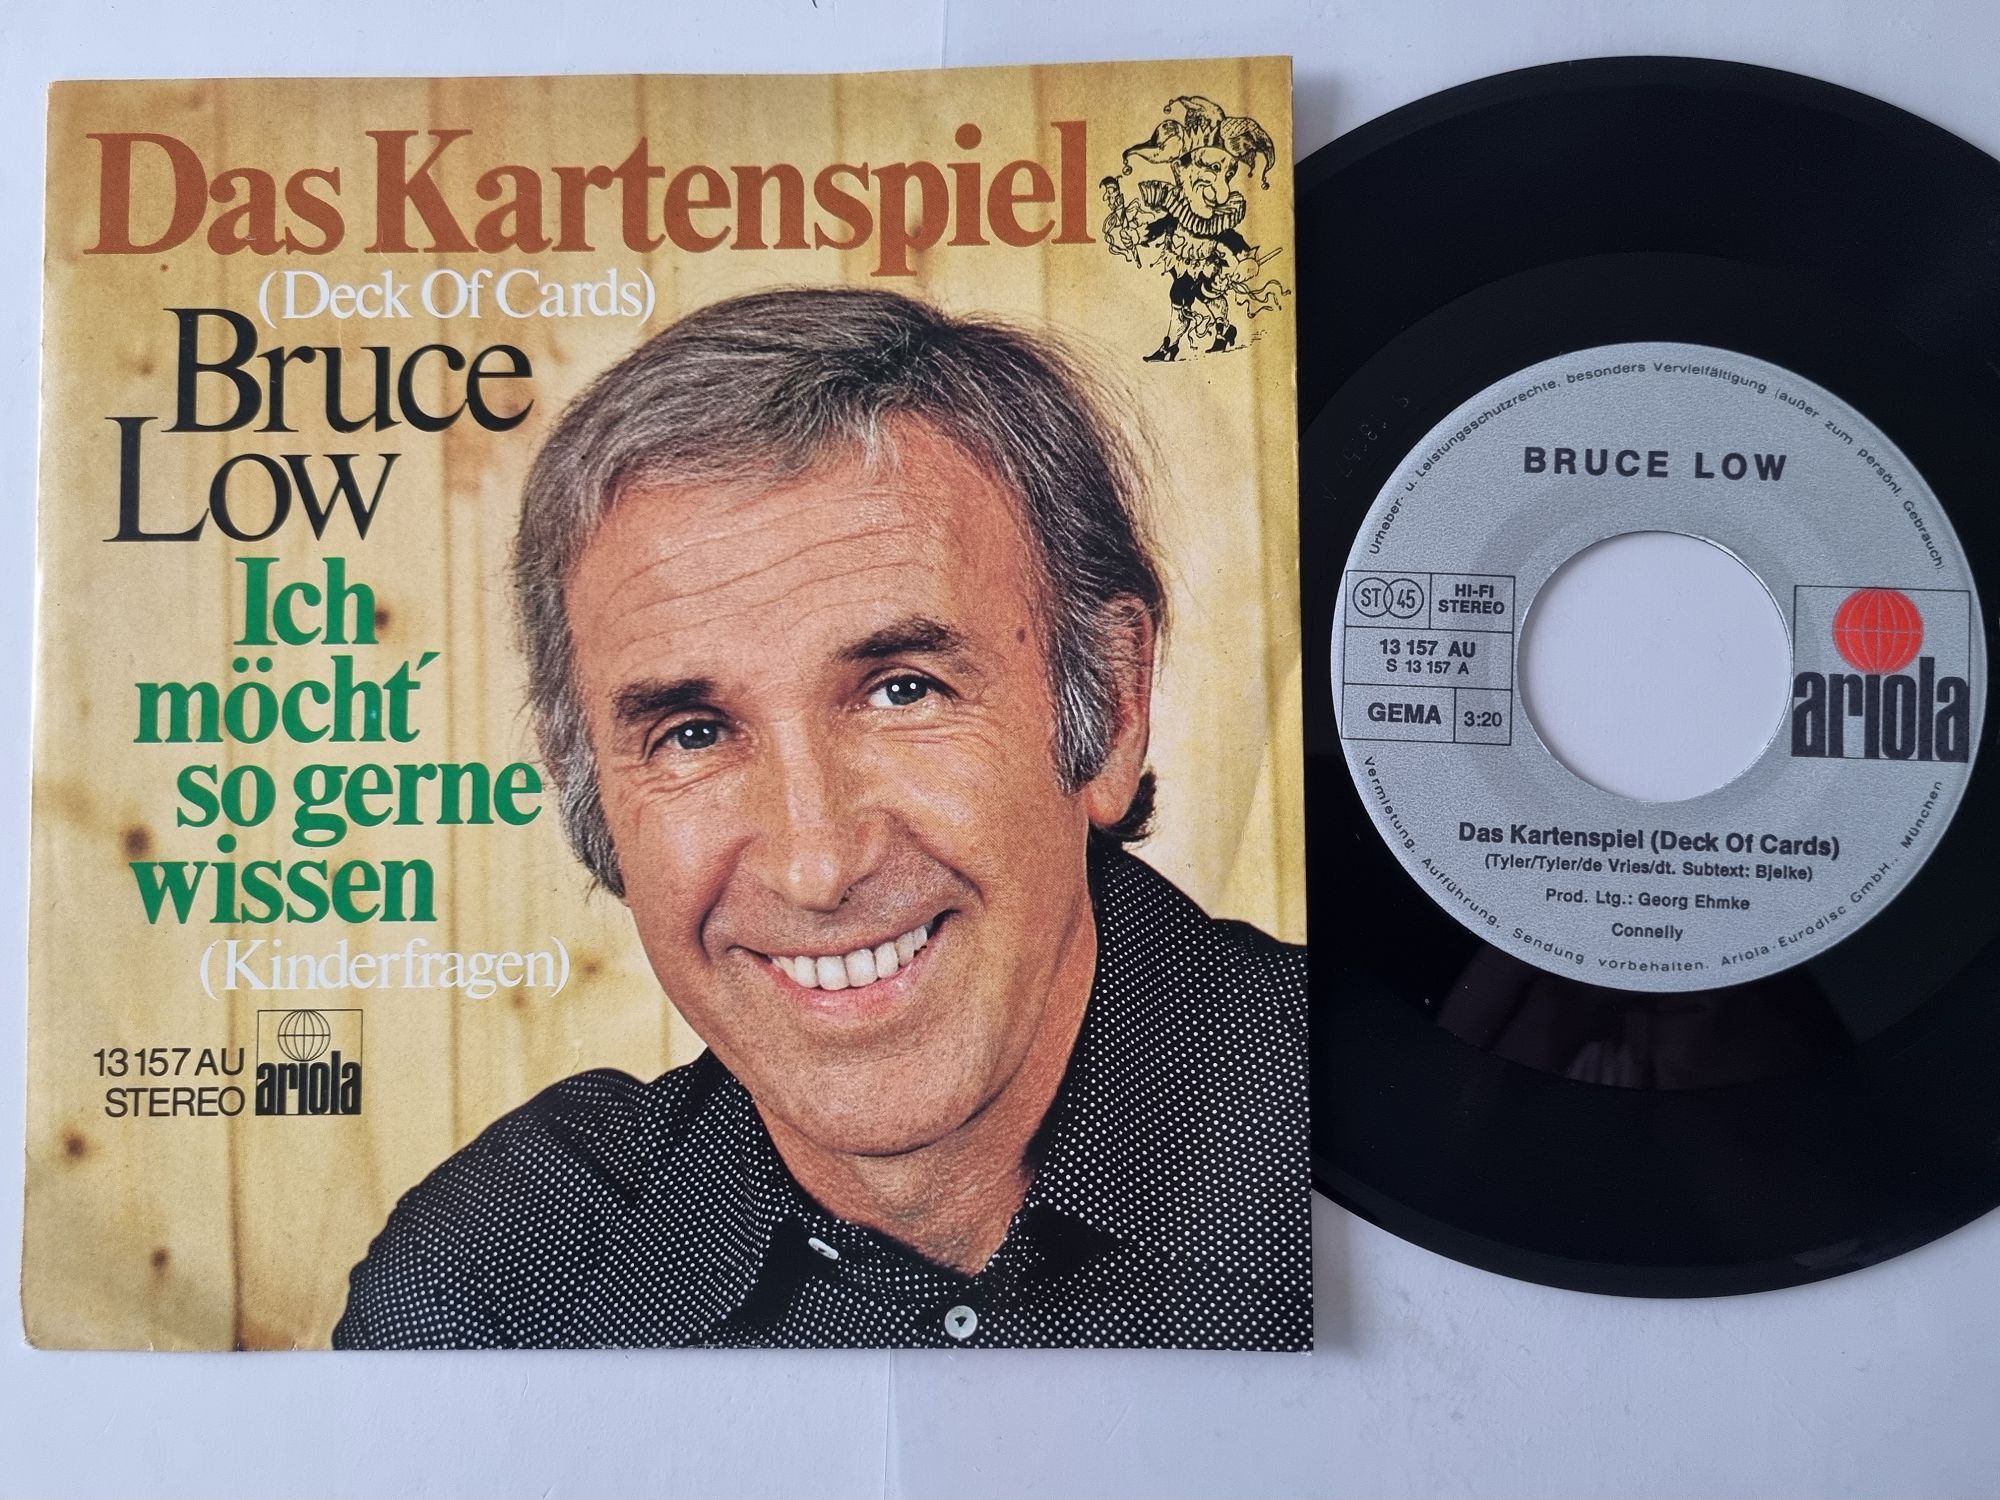 Das Kartenspiel
(Deck Of Cards)
Bruce
Low
Ich
möcht´
so gerne
wissen
(Kinderfragen)
13 157 AU
STEREO
ariola
Urheber- u. Leistungsschutzrechte, besonders Vervielfältigung (außer zum persönl. Gebrauch),
BRUCE LOW
ST 45
HI-FI
STEREO
13 157 AU
S 13 157 A
GEMA
3:20
ariola
Das Kartenspiel (Deck Of Cards)
(Tyler/Tyler/de Vries/dt. Subtext: Bjelke)
Prod. Ltg.: Georg Ehmke
Connelly
Vermietung, Aufführung, Sendung vorbehalten. Ariola-Eurodisc GmbH., München